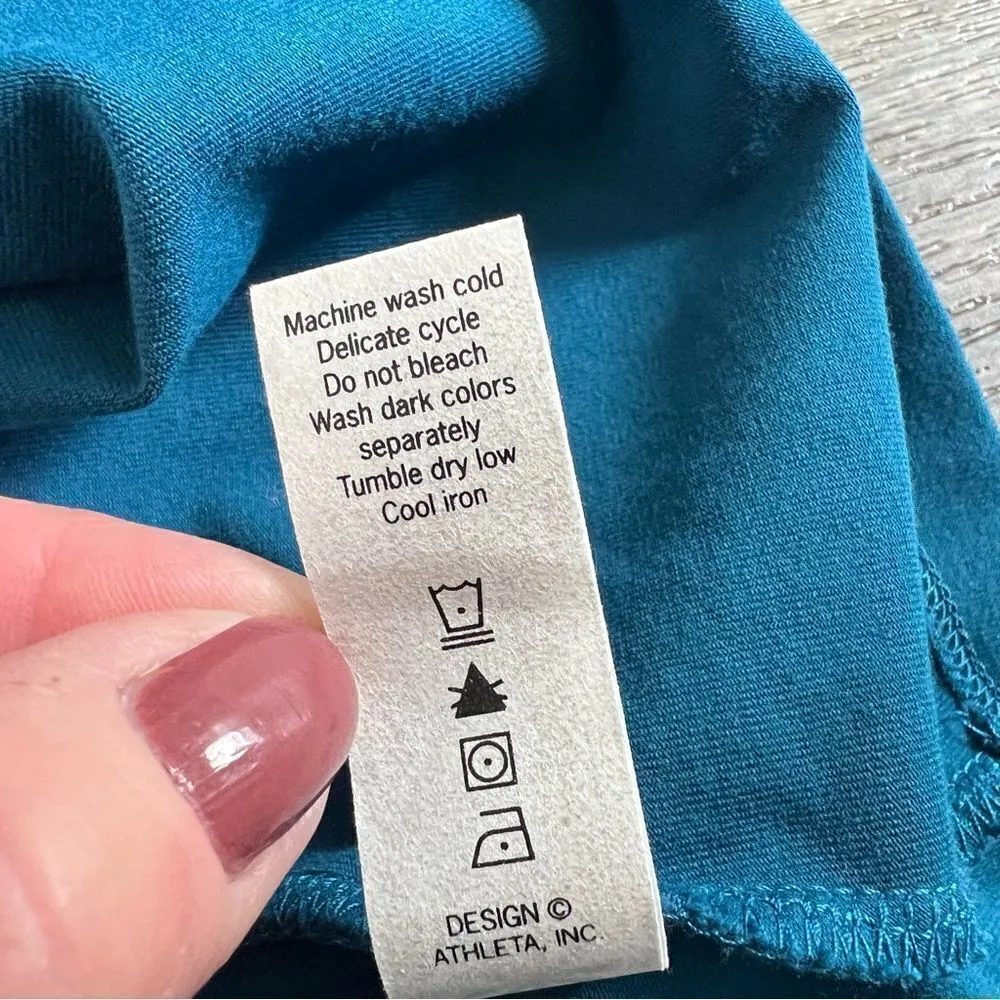 Machine wash cold
Delicate cycle
Do not bleach
Wash dark colors
separately
Tumble dry low
Cool iron
DESIGN ©
ATHLETA, INC.